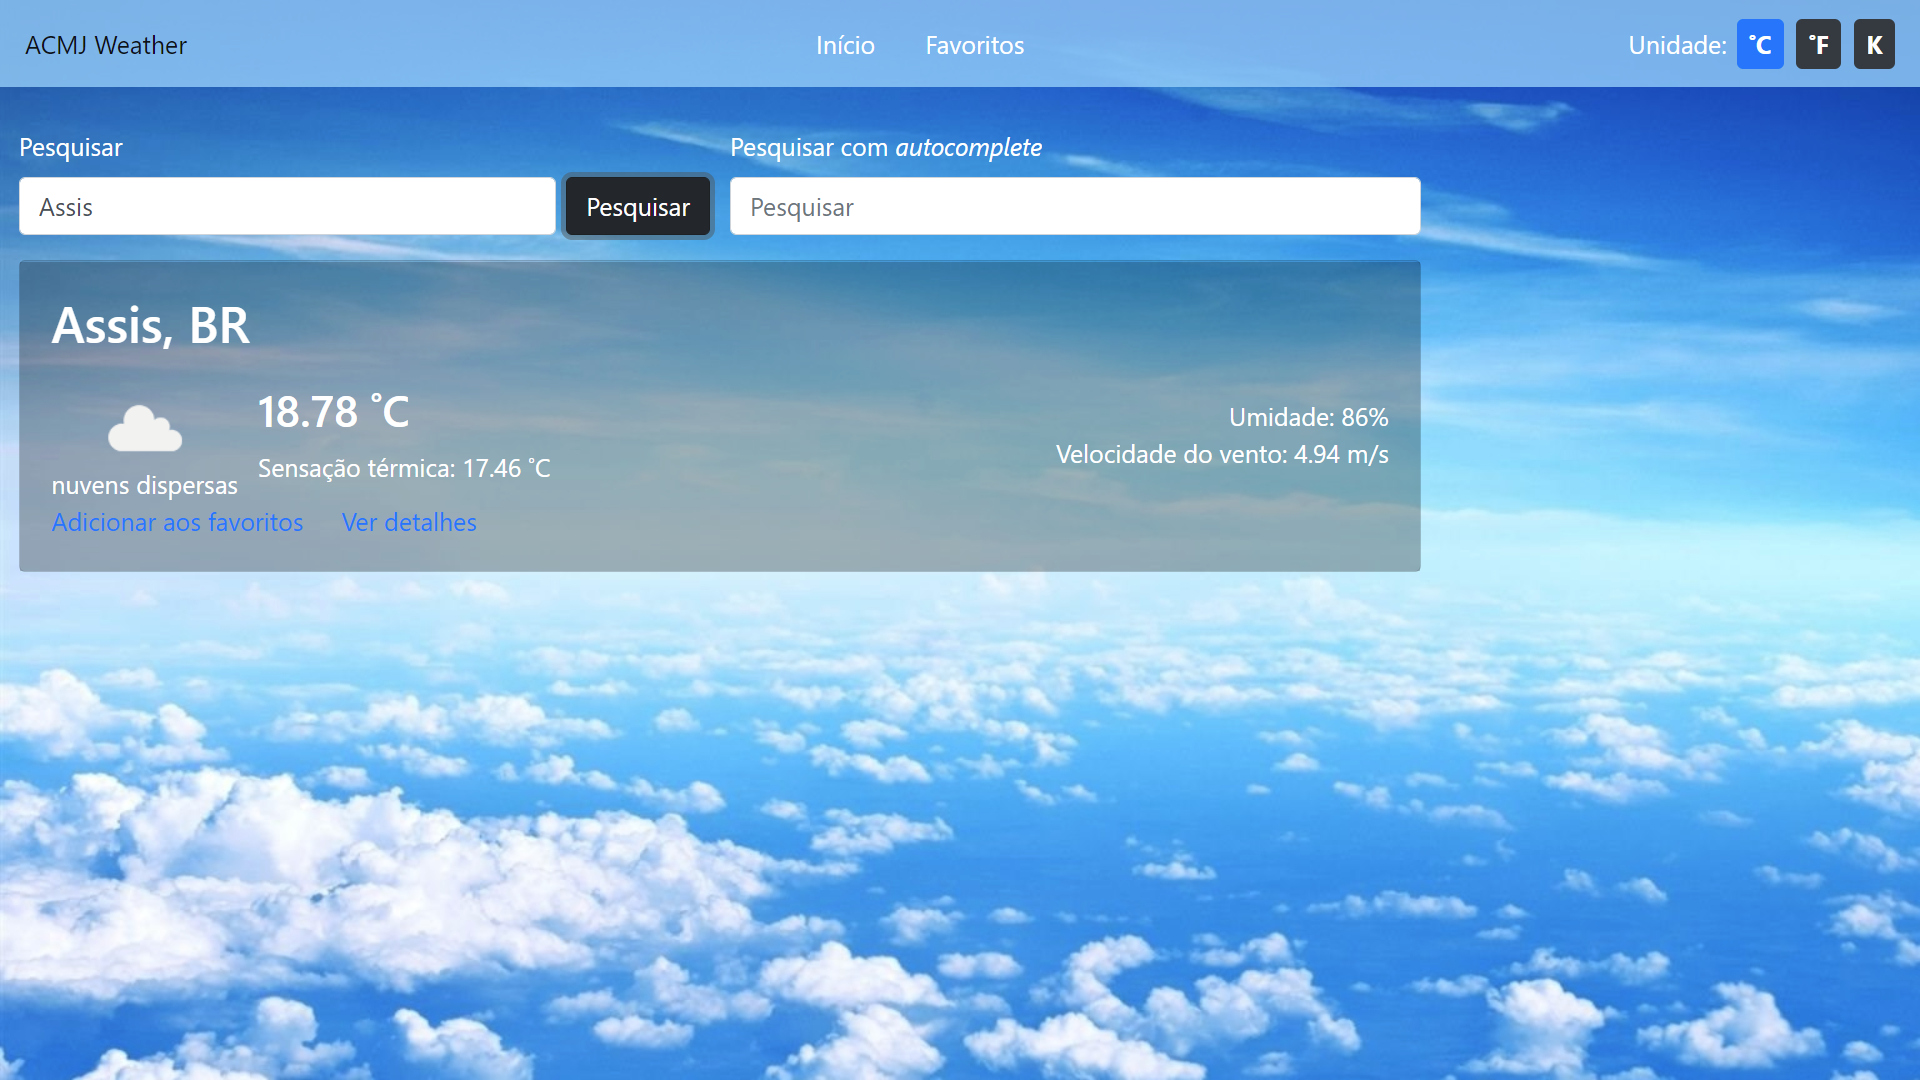 ACMJ Weather
Início
Favoritos
Unidade:
°C
°F
K
Pesquisar
Assis
Pesquisar
Pesquisar com autocomplete
Pesquisar
Assis, BR
nuvens dispersas
18.78 °C
Sensação térmica: 17.46 °C
Umidade: 86%
Velocidade do vento: 4.94 m/s
Adicionar aos favoritos
Ver detalhes